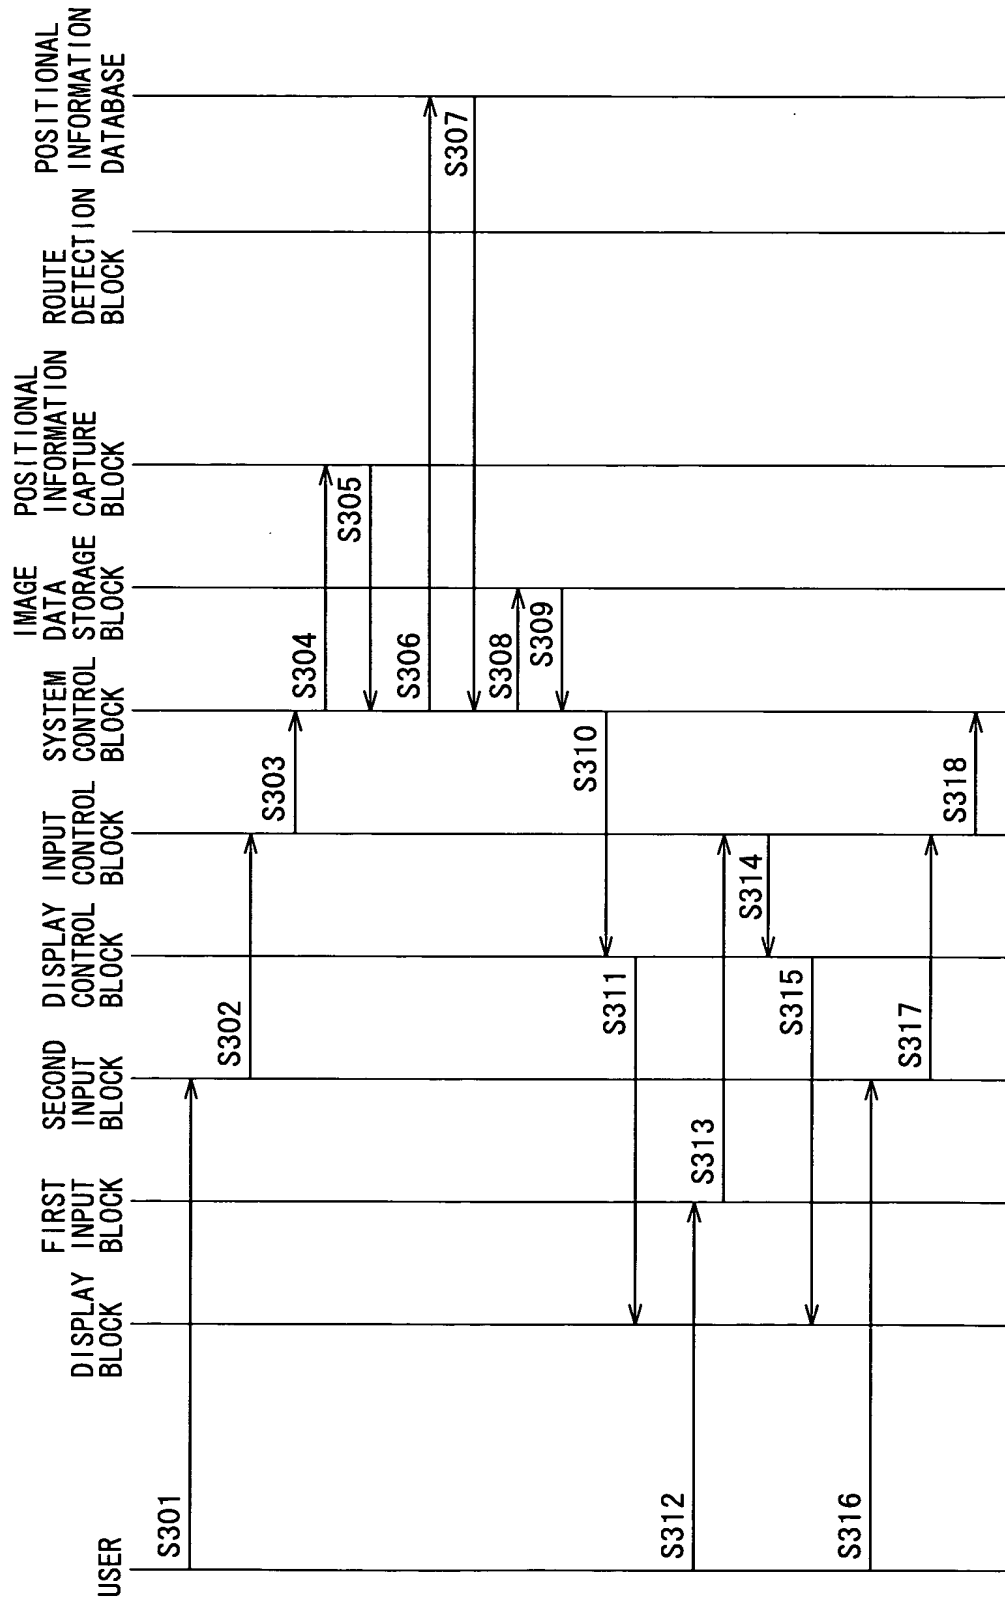 USER
DISPLAY
BLOCK
FIRST
INPUT
BLOCK
SECOND
INPUT
BLOCK
DISPLAY
CONTROL
BLOCK
INPUT
CONTROL
BLOCK
SYSTEM
CONTROL
BLOCK
IMAGE
DATA
STORAGE
BLOCK
POSITIONAL
INFORMATION
CAPTURE
BLOCK
ROUTE
DETECTION
BLOCK
POSITIONAL
INFORMATION
DATABASE
S301
S302
S303
S304
S305
S306
S307
S308
S309
S310
S311
S312
S313
S314
S315
S316
S317
S318